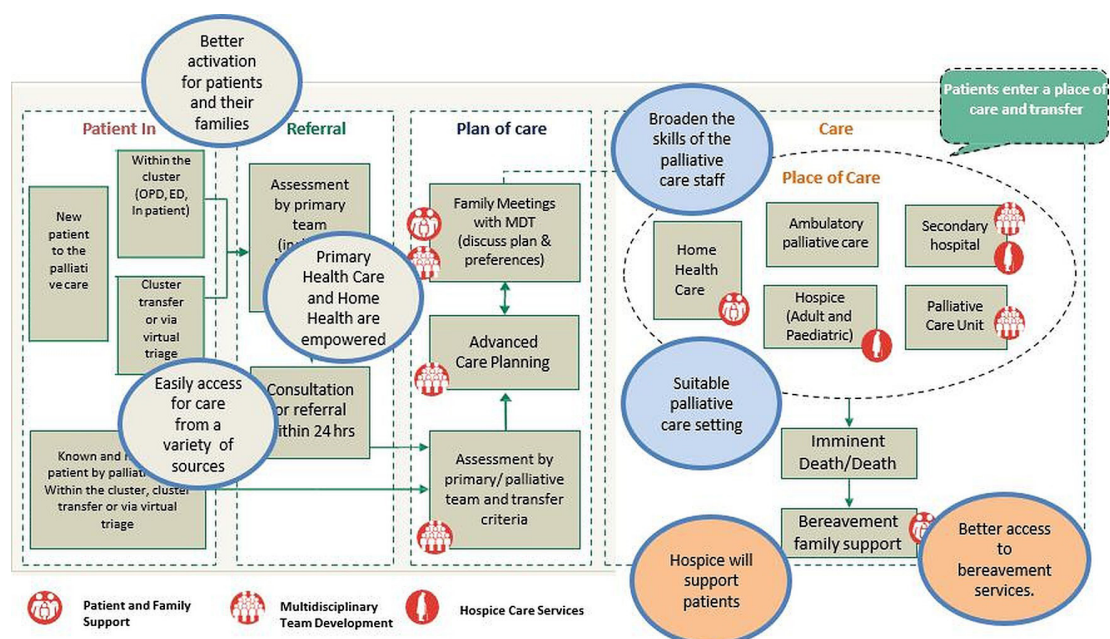 Better
activation
for patients
and their
families
Patients enter a place of
care and transfer
Patient In
Referral
Plan of care
Care
Broaden the
skills of the
palliative
care staff
Place of Care
New
patient to
the
palliati
ve care
Within the
cluster
(OPD, ED,
In patient)
Cluster
transfer
or via
virtual
triage
Assessment
by primary
team
Primary
Health Care
and Home
Health are
empowered
Consultation
or referral
within 24 hrs
Easily access
for care
from a
variety of
sources
Known and
patient by
Within the cluster, cluster
transfer or via virtual
triage
Family Meetings
with MDT
(discuss plan &
preferences)
Advanced
Care Planning
Assessment by
primary/ palliative
team and transfer
criteria
Home
Health
Care
Ambulatory
palliative care
Secondary
hospital
Hospice
(Adult and
Paediatric)
Palliative
Care Unit
Suitable
palliative
care setting
Imminent
Death/Death
Bereavement
family support
Hospice will
support
patients
Better access
to
bereavement
services.
Patient and Family
Support
Multidisciplinary
Team Development
Hospice Care Services